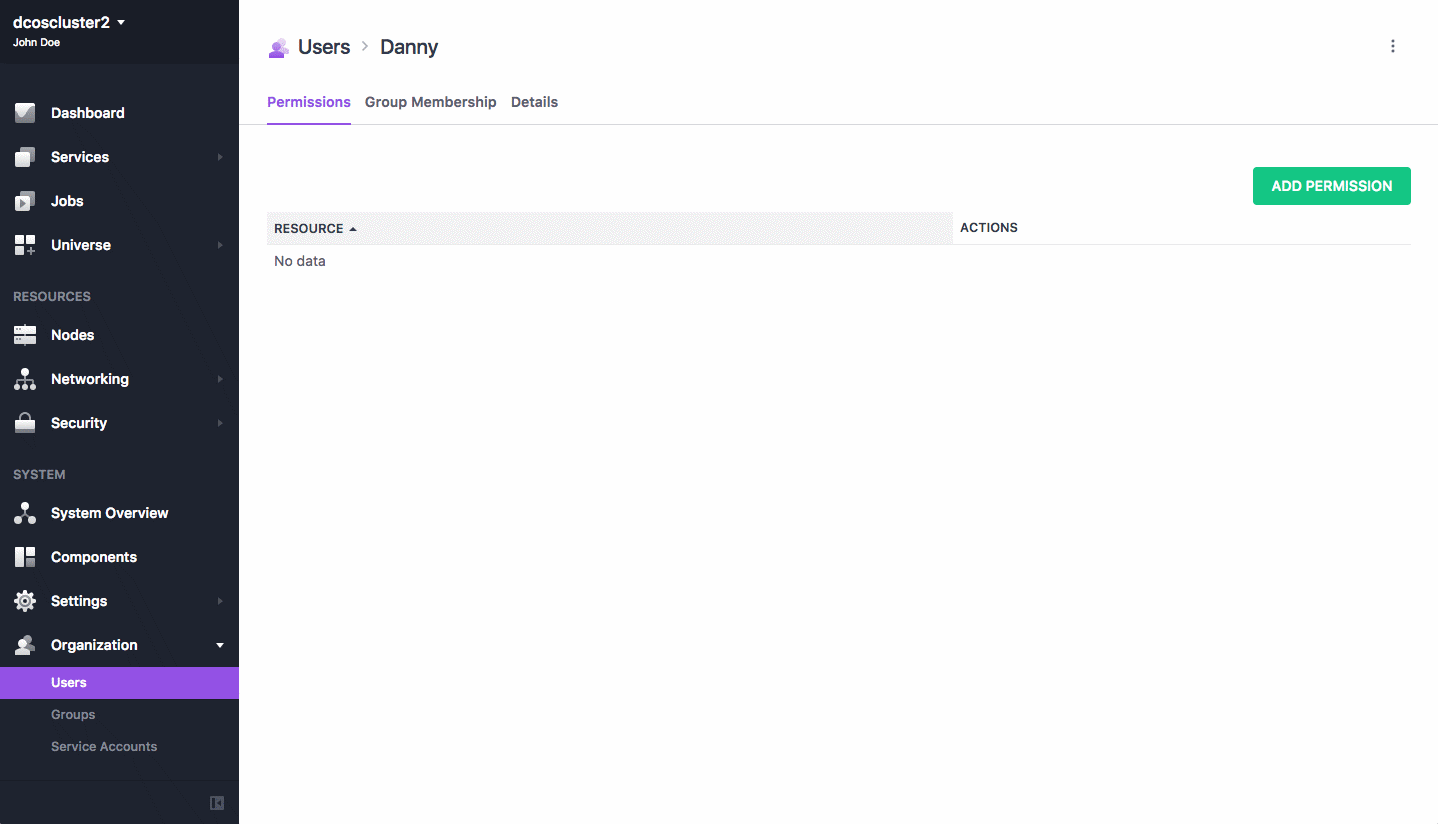 dcoscluster2
John Doe
Dashboard
Services
Jobs
Universe
RESOURCES
Nodes
Networking
Security
SYSTEM
System Overview
Components
Settings
Organization
Users
Groups
Service Accounts
Users > Danny
Permissions Group Membership Details
ADD PERMISSION
RESOURCE ACTIONS
No data